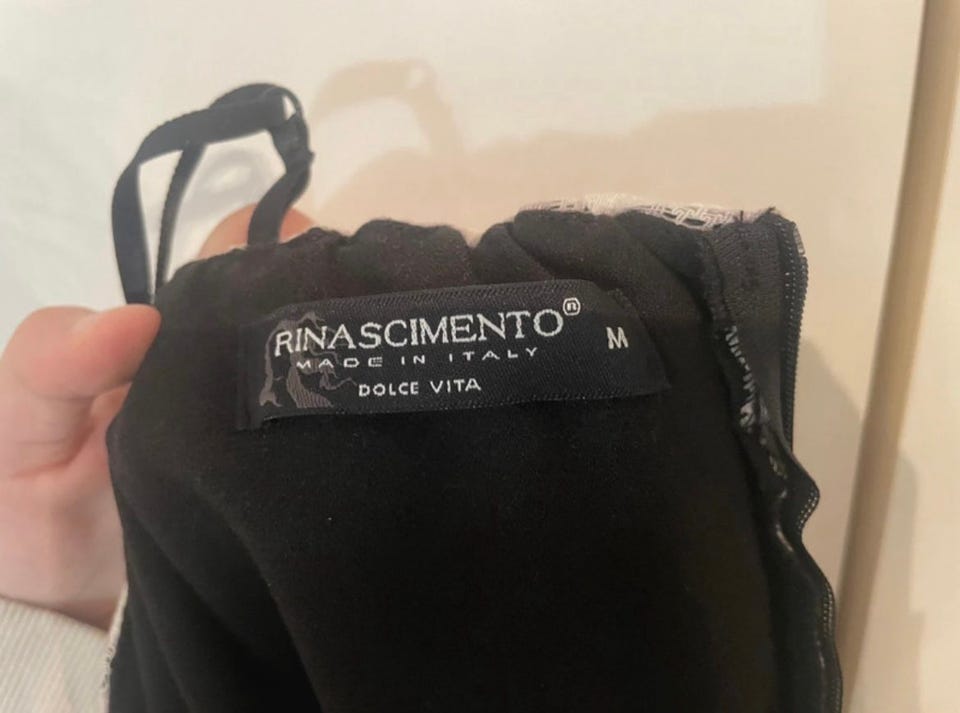 RINASCIMENTO®
MADE IN ITALY
DOLCE VITA
M